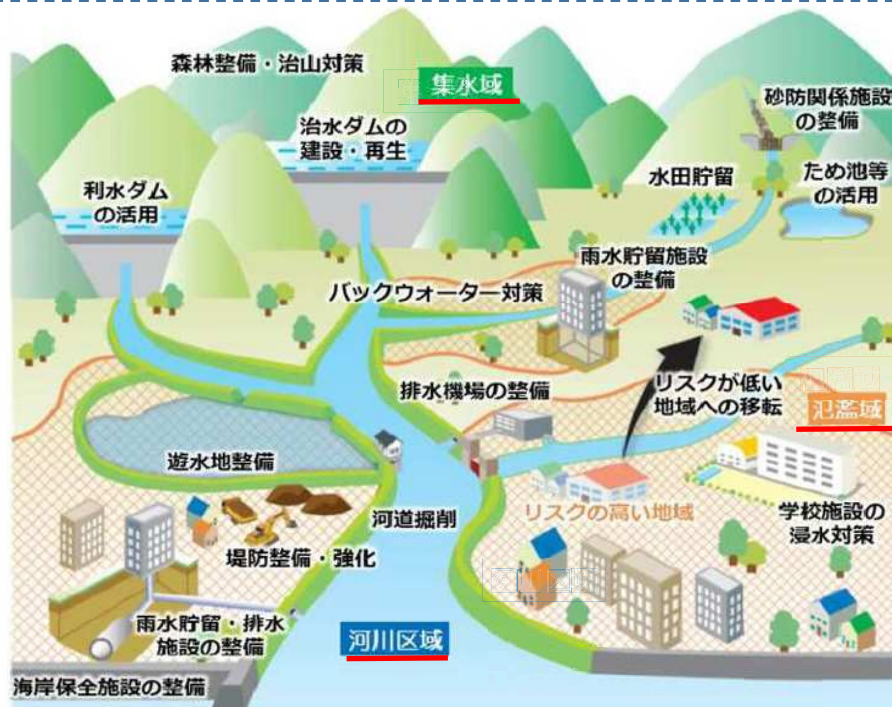 森林整備・治山対策
集水域
砂防関係施設
の整備
治水ダムの
建設・再生
水田貯留
ため池等
の活用
利水ダム
の活用
雨水貯留施設
の整備
バックウォーター対策
排水機場の整備
リスクが低い
地域への移転
氾濫域
遊水地整備
河道掘削
リスクの高い地域
学校施設の
浸水対策
堤防整備・強化
雨水貯留・排水
施設の整備
河川区域
海岸保全施設の整備